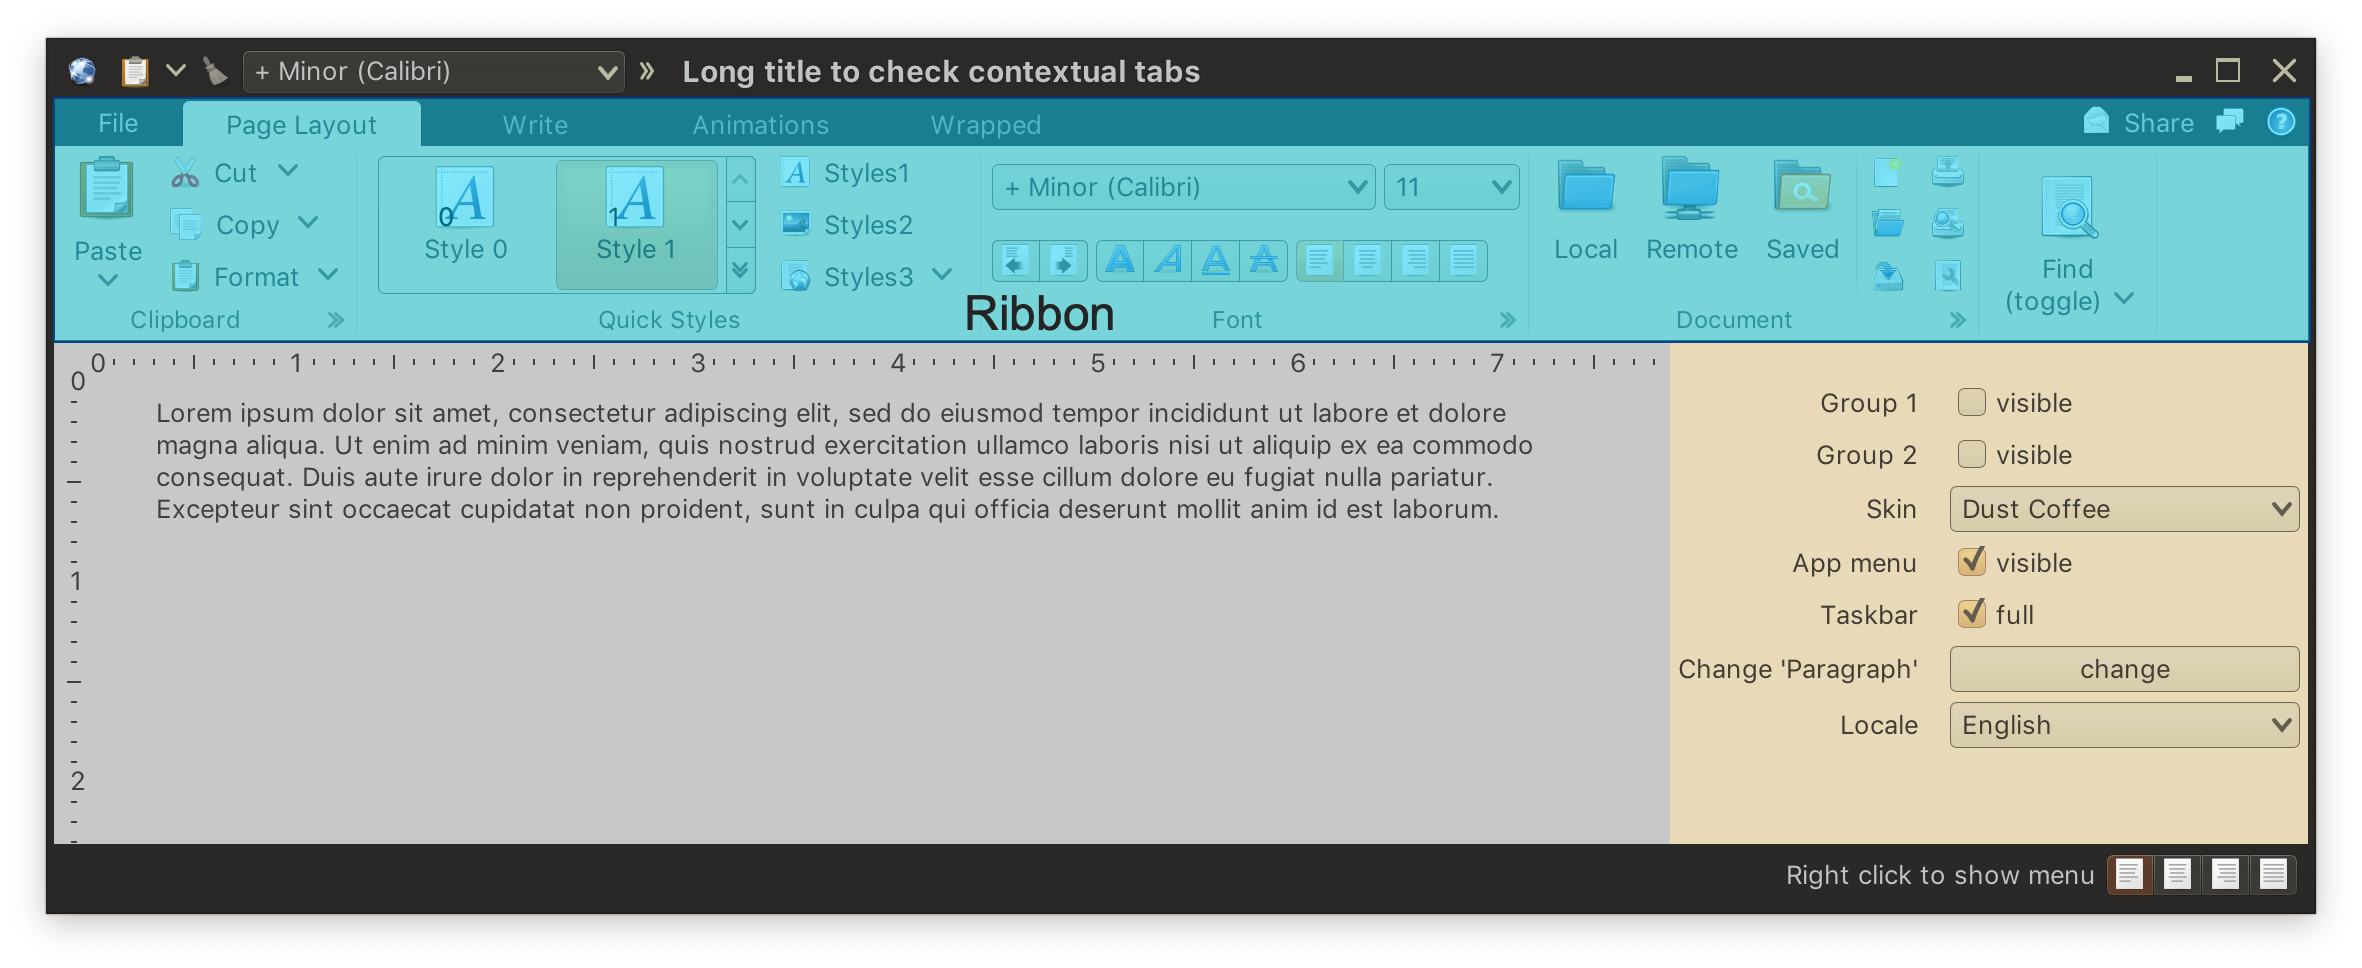 + Minor (Calibri) » Long title to check contextual tabs
File Page Layout Write Animations Wrapped Share ?
Cut
Copy
Format
Paste
Clipboard
0 A
Style 0
1 A
Style 1
A Styles1
Styles2
Styles3
Quick Styles
+ Minor (Calibri) 11
A A A A
Font
Ribbon
Local Remote Saved
Document
Find
(toggle)
0 1 2 3 4 5 6 7
0
1
2
Lorem ipsum dolor sit amet, consectetur adipiscing elit, sed do eiusmod tempor incididunt ut labore et dolore
magna aliqua. Ut enim ad minim veniam, quis nostrud exercitation ullamco laboris nisi ut aliquip ex ea commodo
consequat. Duis aute irure dolor in reprehenderit in voluptate velit esse cillum dolore eu fugiat nulla pariatur.
Excepteur sint occaecat cupidatat non proident, sunt in culpa qui officia deserunt mollit anim id est laborum.
Group 1 visible
Group 2 visible
Skin Dust Coffee
App menu visible
Taskbar full
Change 'Paragraph' change
Locale English
Right click to show menu